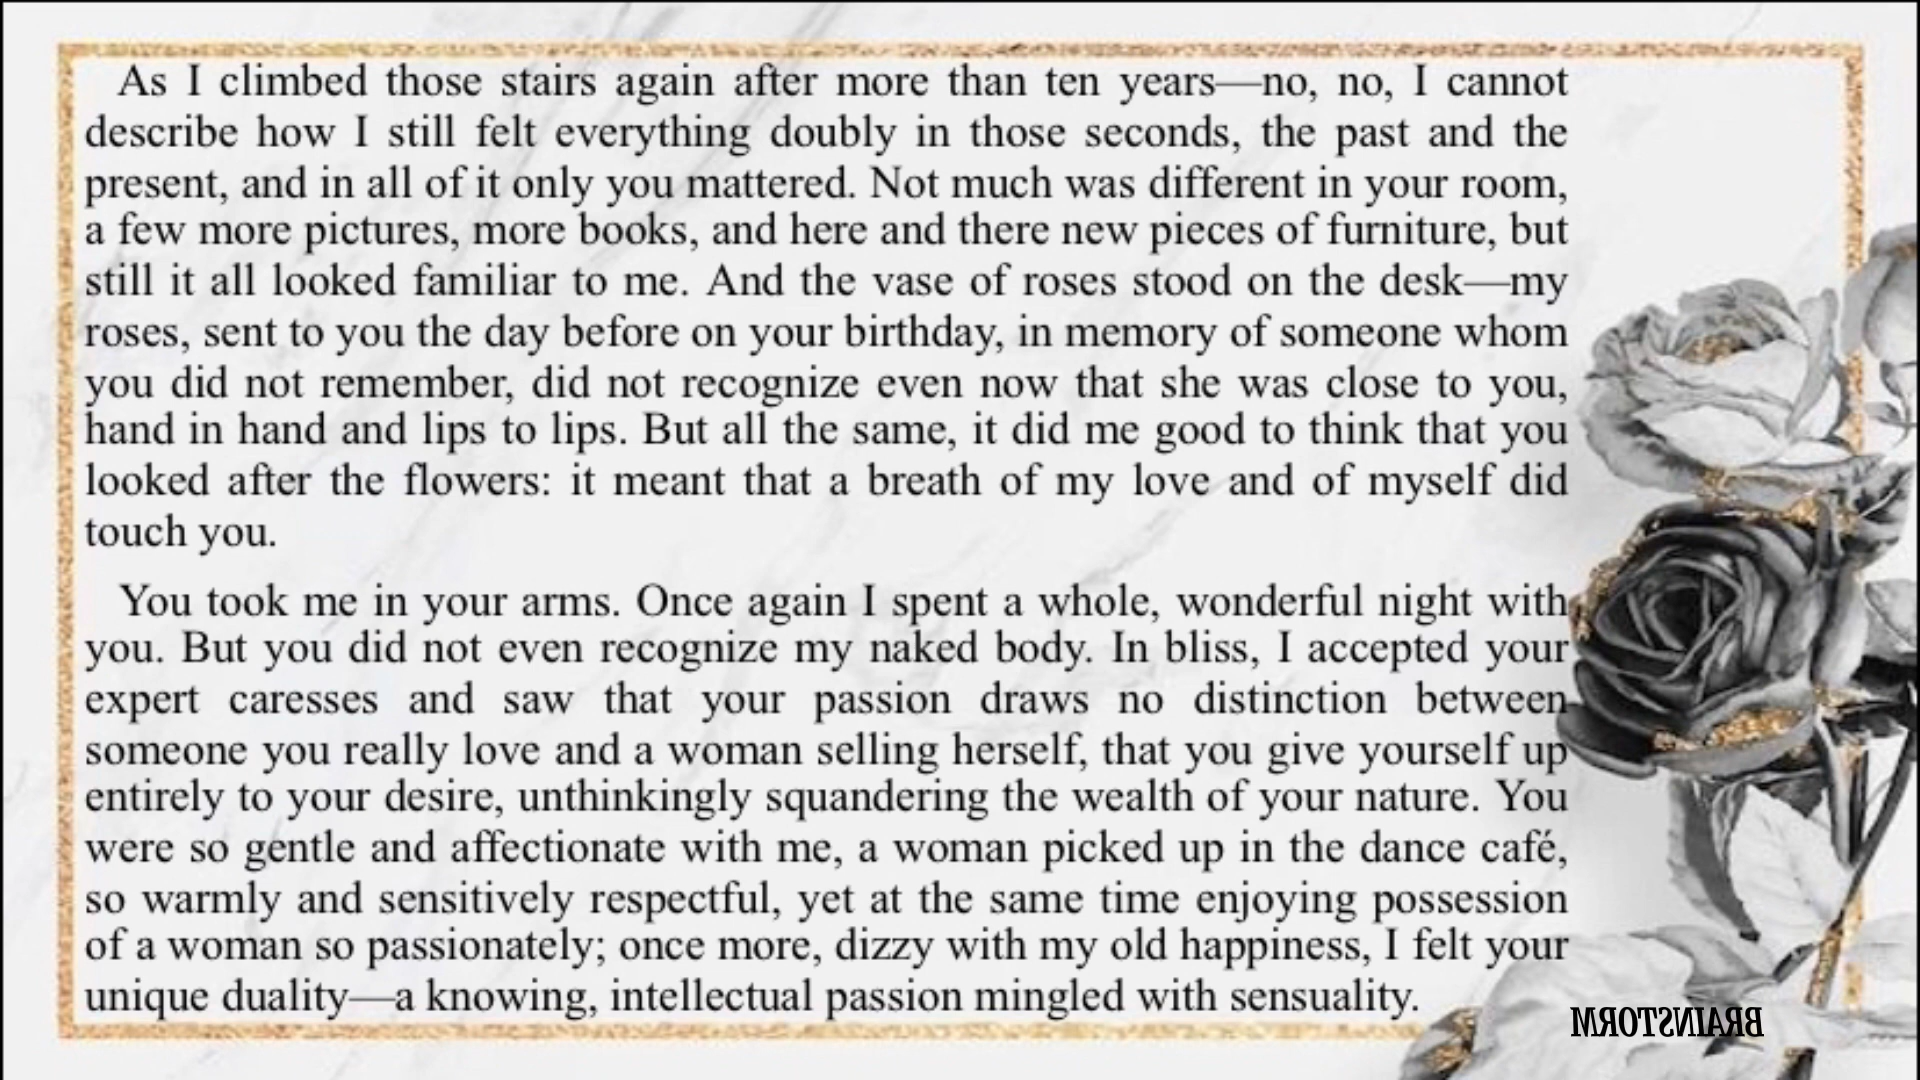 As I climbed those stairs again after more than ten years—no, no, I cannot
describe how I still felt everything doubly in those seconds, the past and the
present, and in all of it only you mattered. Not much was different in your room,
a few more pictures, more books, and here and there new pieces of furniture, but
still it all looked familiar to me. And the vase of roses stood on the desk—my
roses, sent to you the day before on your birthday, in memory of someone whom
you did not remember, did not recognize even now that she was close to you,
hand in hand and lips to lips. But all the same, it did me good to think that you
looked after the flowers: it meant that a breath of my love and of myself did
touch you.
You took me in your arms. Once again I spent a whole, wonderful night with
you. But you did not even recognize my naked body. In bliss, I accepted your
expert caresses and saw that your passion draws no distinction between
someone you really love and a woman selling herself, that you give yourself up
entirely to your desire, unthinkingly squandering the wealth of your nature. You
were so gentle and affectionate with me, a woman picked up in the dance café,
so warmly and sensitively respectful, yet at the same time enjoying possession
of a woman so passionately; once more, dizzy with my old happiness, I felt your
unique duality—a knowing, intellectual passion mingled with sensuality.
BRAINSTORM